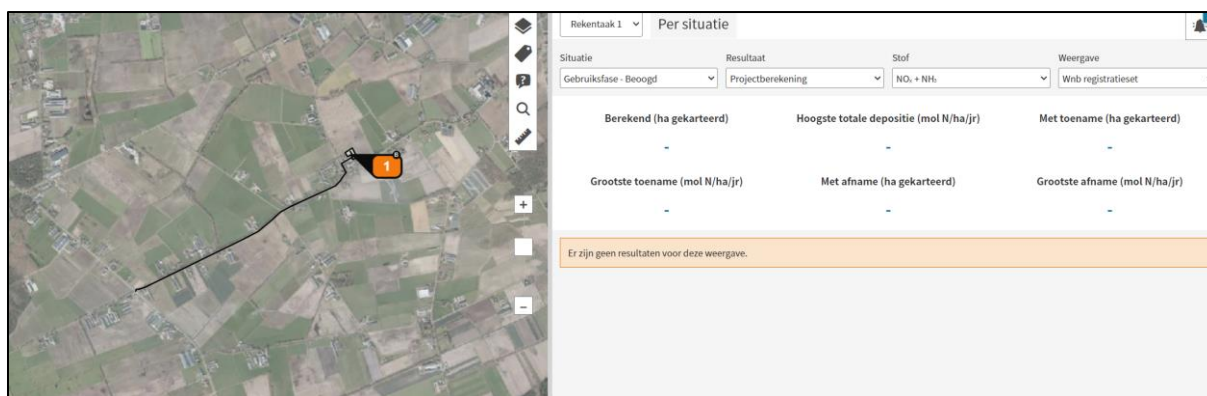 Rekentaak 1
Per situatie
Situatie
Resultaat
Stof
Weergave
Gebruiksfase - Beoogd
Projectberekening
NOₓ + NH₃
Wnb registratieset
Berekend (ha gekarteerd)
Hoogste totale depositie (mol N/ha/jr)
Met toename (ha gekarteerd)
-
-
-
Grootste toename (mol N/ha/jr)
Met afname (ha gekarteerd)
Grootste afname (mol N/ha/jr)
-
-
-
Er zijn geen resultaten voor deze weergave.
?
1
+
−